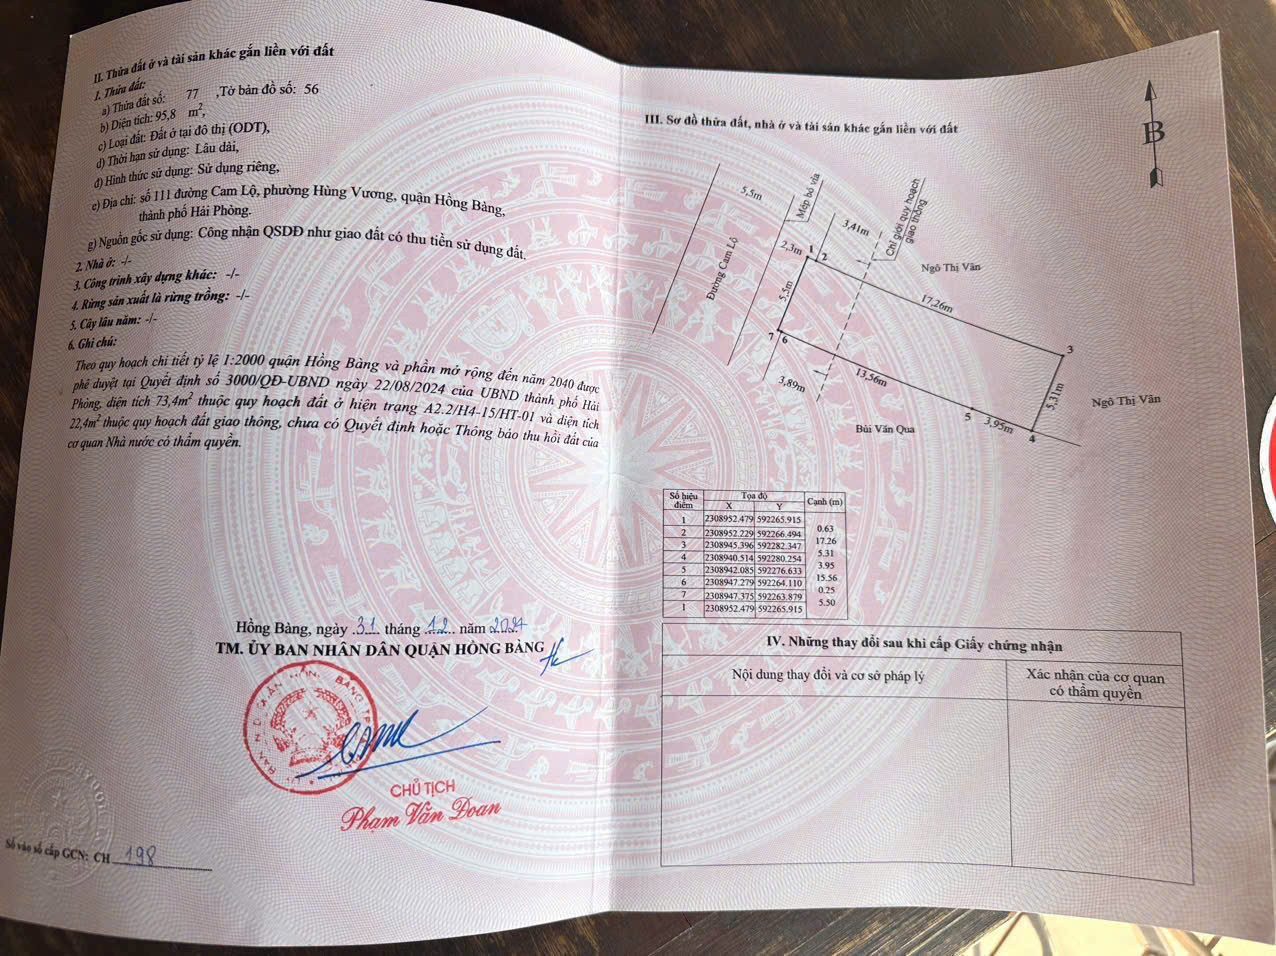 II. Thửa đất ở và tài sản khác gắn liền với đất
1. Thửa đất:
a) Thửa đất số: 77 ,Tờ bản đồ số: 56
b) Diện tích: 95,8 m²,
c) Loại đất: Đất ở tại đô thị (ODT),
d) Thời hạn sử dụng: Lâu dài,
đ) Hình thức sử dụng: Sử dụng riêng,
e) Địa chỉ: số 111 đường Cam Lộ, phường Hùng Vương, quận Hồng Bàng,
thành phố Hải Phòng.
g) Nguồn gốc sử dụng: Công nhận QSDĐ như giao đất có thu tiền sử dụng đất.
2. Nhà ở: -/-
3. Công trình xây dựng khác: -/-
4. Rừng sản xuất là rừng trồng: -/-
5. Cây lâu năm: -/-
6. Ghi chú:
Theo quy hoạch chi tiết tỷ lệ 1:2000 quận Hồng Bàng và phần mở rộng đến năm 2040 được
phê duyệt tại Quyết định số 3000/QĐ-UBND ngày 22/08/2024 của UBND thành phố Hải
Phòng, diện tích 73,4m² thuộc quy hoạch đất ở hiện trạng A2.2/H4-15/HT-01 và diện tích
22,4m² thuộc quy hoạch đất giao thông, chưa có Quyết định hoặc Thông báo thu hồi đất của
cơ quan Nhà nước có thẩm quyền.
Hồng Bàng, ngày 31 tháng 12 năm 2024
TM. ỦY BAN NHÂN DÂN QUẬN HỒNG BÀNG
CHỦ TỊCH
Phạm Văn Đoan
Số vào sổ cấp GCN: CH 198
III. Sơ đồ thửa đất, nhà ở và tài sản khác gắn liền với đất
B
5,5m
Mép bó vỉa
3,41m
Chỉ giới quy hoạch
giao thông
2,3m
1
2
Ngô Thị Vân
Đường Cam Lộ
5,5m
17,26m
7
6
3
3,89m
13,56m
5,31m
Ngô Thị Vân
5
3,95m
4
Bùi Văn Qua
Số hiệu điểm Tọa độ Cạnh (m)
X Y
1 2308952.479 592265.915
0.63
2 2308952.229 592266.494
17.26
3 2308945.396 592282.347
5.31
4 2308940.514 592280.254
3.95
5 2308942.085 592276.633
15.56
6 2308947.279 592264.110
0.25
7 2308947.375 592263.879
5.50
1 2308952.479 592265.915
IV. Những thay đổi sau khi cấp Giấy chứng nhận
Nội dung thay đổi và cơ sở pháp lý
Xác nhận của cơ quan
có thẩm quyền